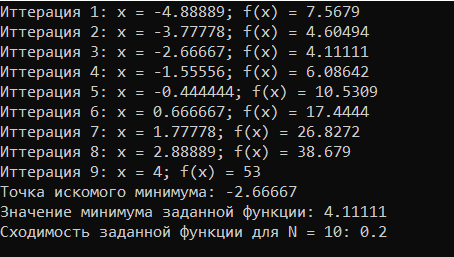 Иттерация 1: x = -4.88889; f(x) = 7.5679
Иттерация 2: x = -3.77778; f(x) = 4.60494
Иттерация 3: x = -2.66667; f(x) = 4.11111
Иттерация 4: x = -1.55556; f(x) = 6.08642
Иттерация 5: x = -0.444444; f(x) = 10.5309
Иттерация 6: x = 0.666667; f(x) = 17.4444
Иттерация 7: x = 1.77778; f(x) = 26.8272
Иттерация 8: x = 2.88889; f(x) = 38.679
Иттерация 9: x = 4; f(x) = 53
Точка искомого минимума: -2.66667
Значение минимума заданной функции: 4.11111
Сходимость заданной функции для N = 10: 0.2